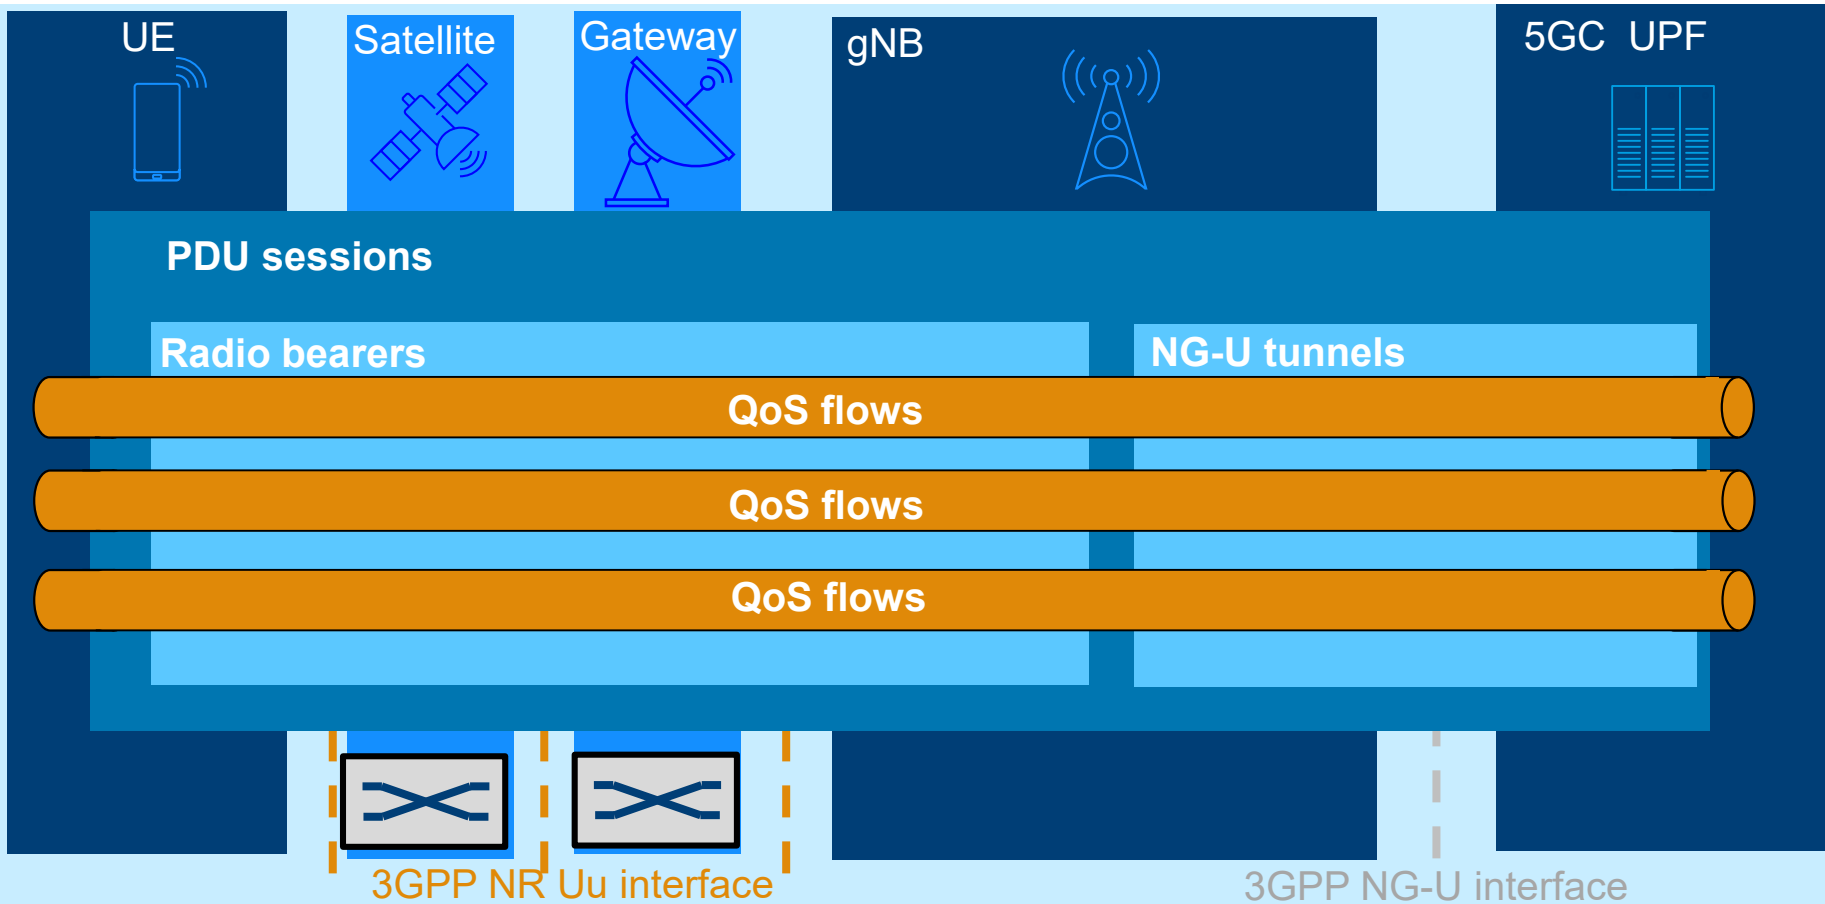 UE
Satellite
Gateway
gNB
5GC UPF
PDU sessions
Radio bearers
NG-U tunnels
QoS flows
QoS flows
QoS flows
3GPP NR Uu interface
3GPP NG-U interface